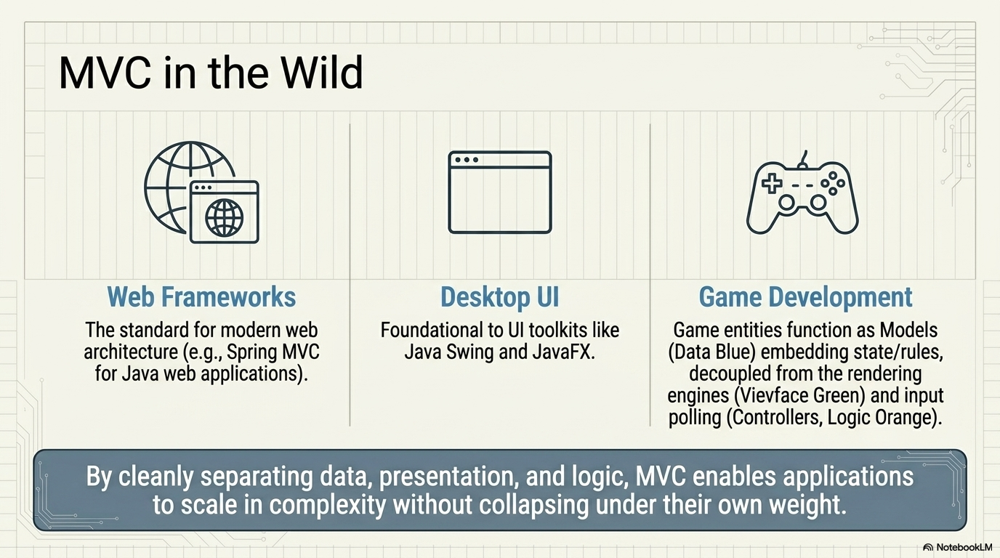 MVC in the Wild
Web Frameworks
The standard for modern web
architecture (e.g., Spring MVC
for Java web applications).
Desktop UI
Foundational to UI toolkits like
Java Swing and JavaFX.
Game Development
Game entities function as Models
(Data Blue) embedding state/rules,
decoupled from the rendering
engines (Vievface Green) and input
polling (Controllers, Logic Orange).
By cleanly separating data, presentation, and logic, MVC enables applications
to scale in complexity without collapsing under their own weight.
NotebookLM